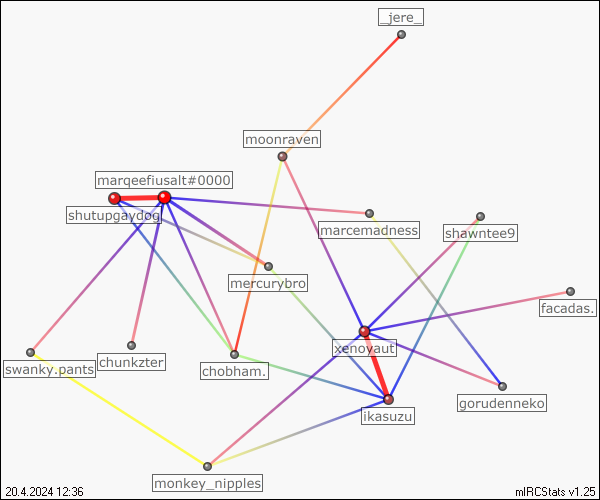 _jere_
moonraven
marqeefiusalt#0000
shutupgaydog
marcemadness
shawntee9
mercurybro
facadas.
xenoyaut
swanky.pants
chunkzter
chobham.
gorudenneko
ikasuzu
monkey_nipples
20.4.2024 12:36
mIRCStats v1.25